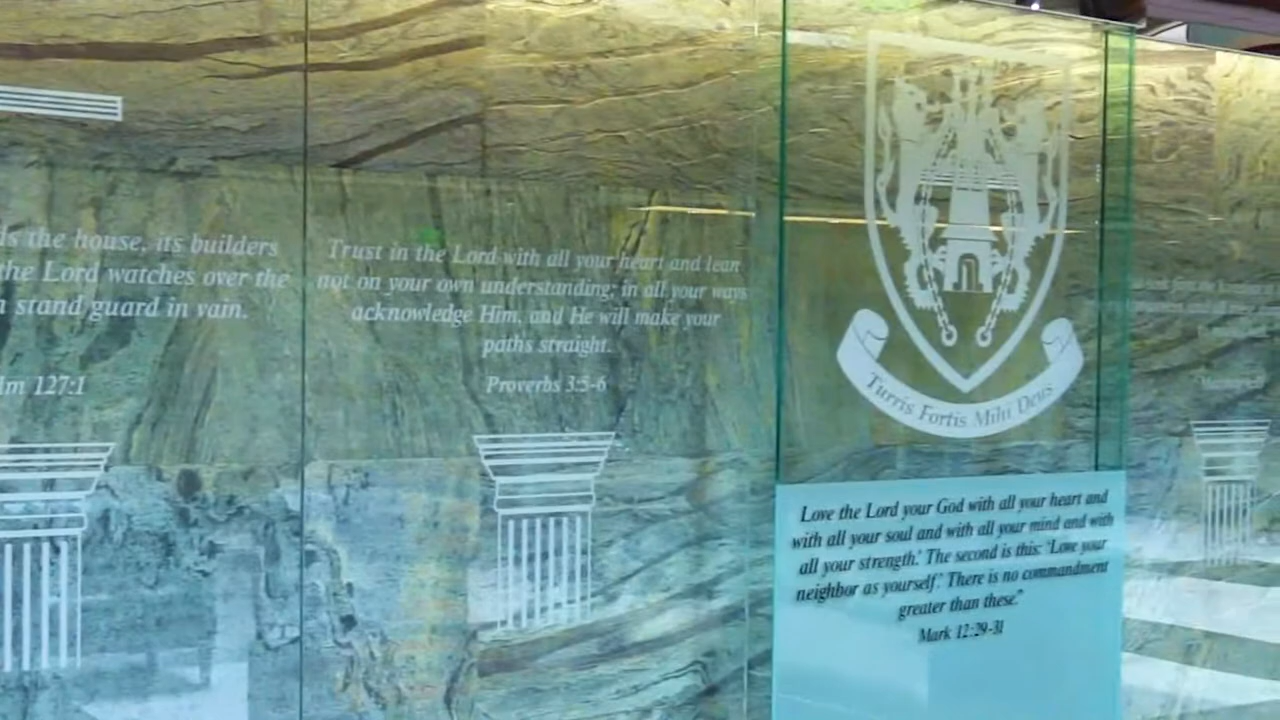 the house, its builders
the Lord watches over the
stand guard in vain.
127:1
Trust in the Lord with all your heart and lean
not on your own understanding; in all your ways
acknowledge Him, and He will make your
paths straight.
Proverbs 3:5-6
Turris Fortis Mihi Deus
Love the Lord your God with all your heart and
with all your soul and with all your mind and with
all your strength.' The second is this: 'Love your
neighbor as yourself.' There is no commandment
greater than these."
Mark 12:29-31